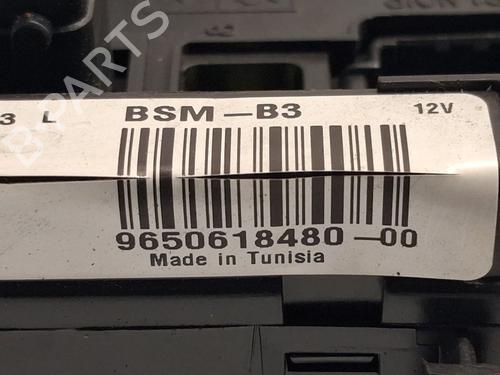 3 L BSM-B3 12V
9650618480-00
Made in Tunisia
B-PARTS